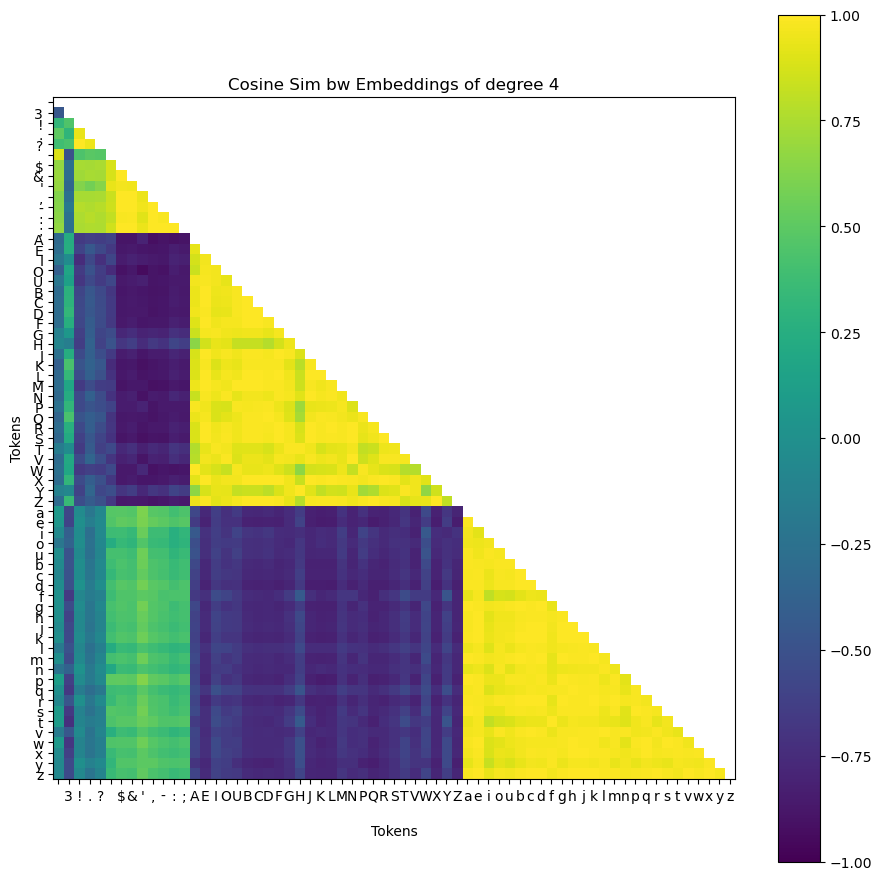 Cosine Sim bw Embeddings of degree 4
Tokens
3
!
.
?
$
&
'
,
-
:
;
A
E
I
O
U
B
C
D
F
G
H
J
K
L
M
N
P
Q
R
S
T
V
W
X
Y
Z
a
e
i
o
u
b
c
d
f
g
h
j
k
l
m
n
p
q
r
s
t
v
w
x
y
z
3 ! . ? $ & ' , - : ; A E I O U B C D F G H J K L M N P Q R S T V W X Y Z a e i o u b c d f g h j k l m n p q r s t v w x y z
Tokens
1.00
0.75
0.50
0.25
0.00
−0.25
−0.50
−0.75
−1.00